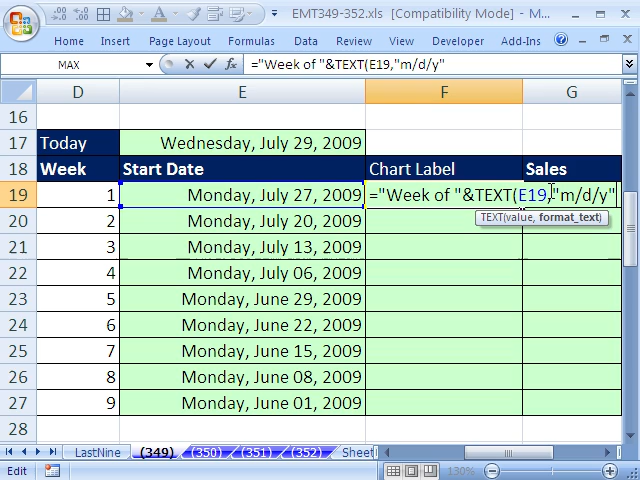 EMT349-352.xls [Compatibility Mode] - M...
Home Insert Page Layout Formulas Data Review View Developer Add-Ins
MAX fx ="Week of "&TEXT(E19,"m/d/y"
D E F G
16
17 Today Wednesday, July 29, 2009
18 Week Start Date Chart Label Sales
19 1 Monday, July 27, 2009 ="Week of "&TEXT(E19,"m/d/y"
TEXT(value, format_text)
20 2 Monday, July 20, 2009
21 3 Monday, July 13, 2009
22 4 Monday, July 06, 2009
23 5 Monday, June 29, 2009
24 6 Monday, June 22, 2009
25 7 Monday, June 15, 2009
26 8 Monday, June 08, 2009
27 9 Monday, June 01, 2009
28
LastNine (349) (350) (351) (352) Sheet
Edit 130%